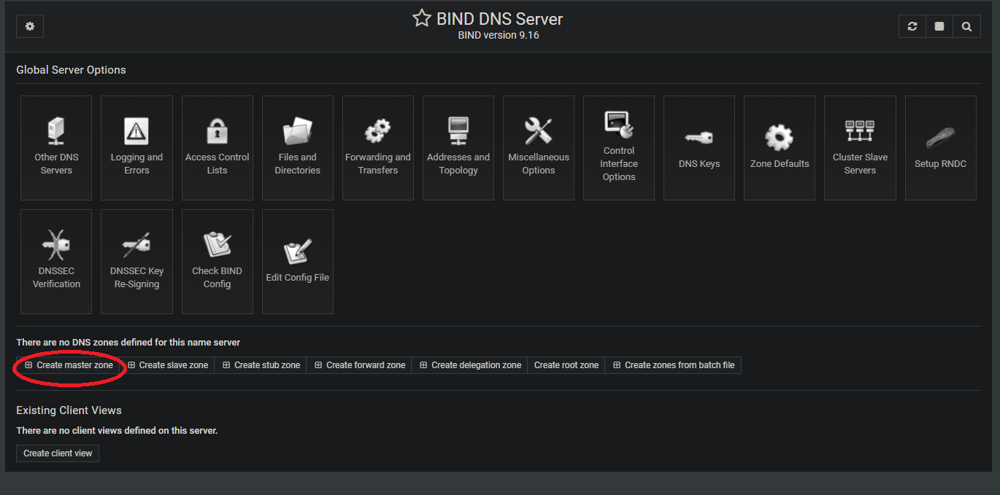 BIND DNS Server
BIND version 9.16
Global Server Options
Other DNS
Servers
Logging and
Errors
Access Control
Lists
Files and
Directories
Forwarding and
Transfers
Addresses and
Topology
Miscellaneous
Options
Control
Interface
Options
DNS Keys
Zone Defaults
Cluster Slave
Servers
Setup RNDC
DNSSEC
Verification
DNSSEC Key
Re-Signing
Check BIND
Config
Edit Config File
There are no DNS zones defined for this name server
Create master zone
Create slave zone
Create stub zone
Create forward zone
Create delegation zone
Create root zone
Create zones from batch file
Existing Client Views
There are no client views defined on this server.
Create client view